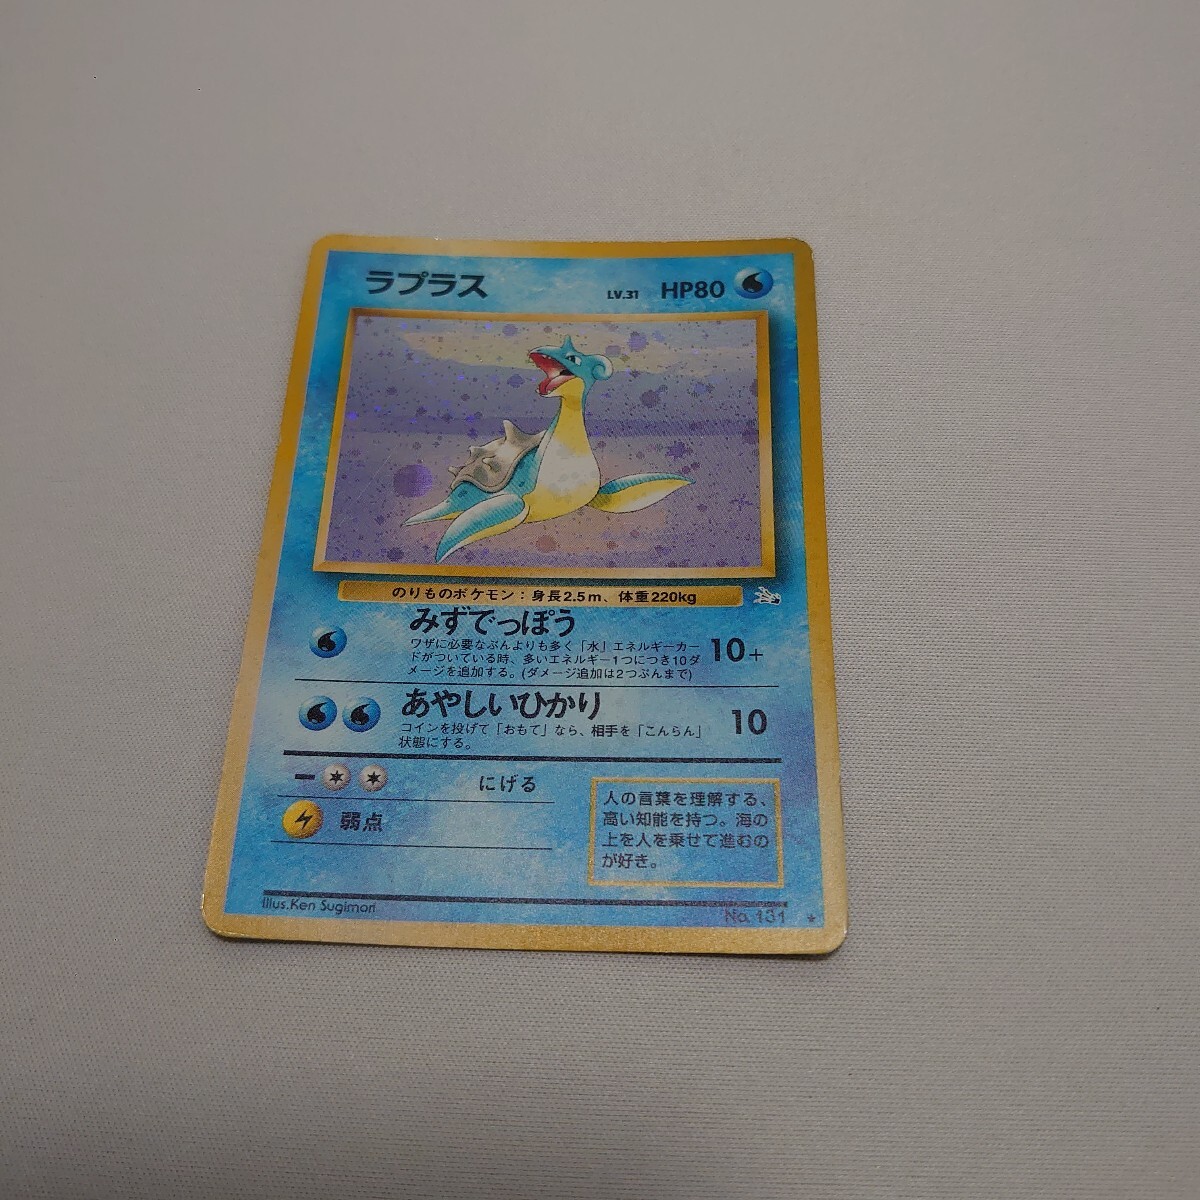 ラプラス LV.31 HP80
のりものポケモン：身長2.5m、体重220kg
みずでっぽう
ワザに必要なぶんよりも多く「水」エネルギーカー
ドがついている時、多いエネルギー1つにつき10ダ
メージを追加する。(ダメージ追加は2つぶんまで)
10+
あやしいひかり
コインを投げて「おもて」なら、相手を「こんらん」
状態にする。
10
にげる
弱点
人の言葉を理解する、
高い知能を持つ。海の
上を人を乗せて進むの
が好き。
Illus.Ken Sugimori
No.131 ★